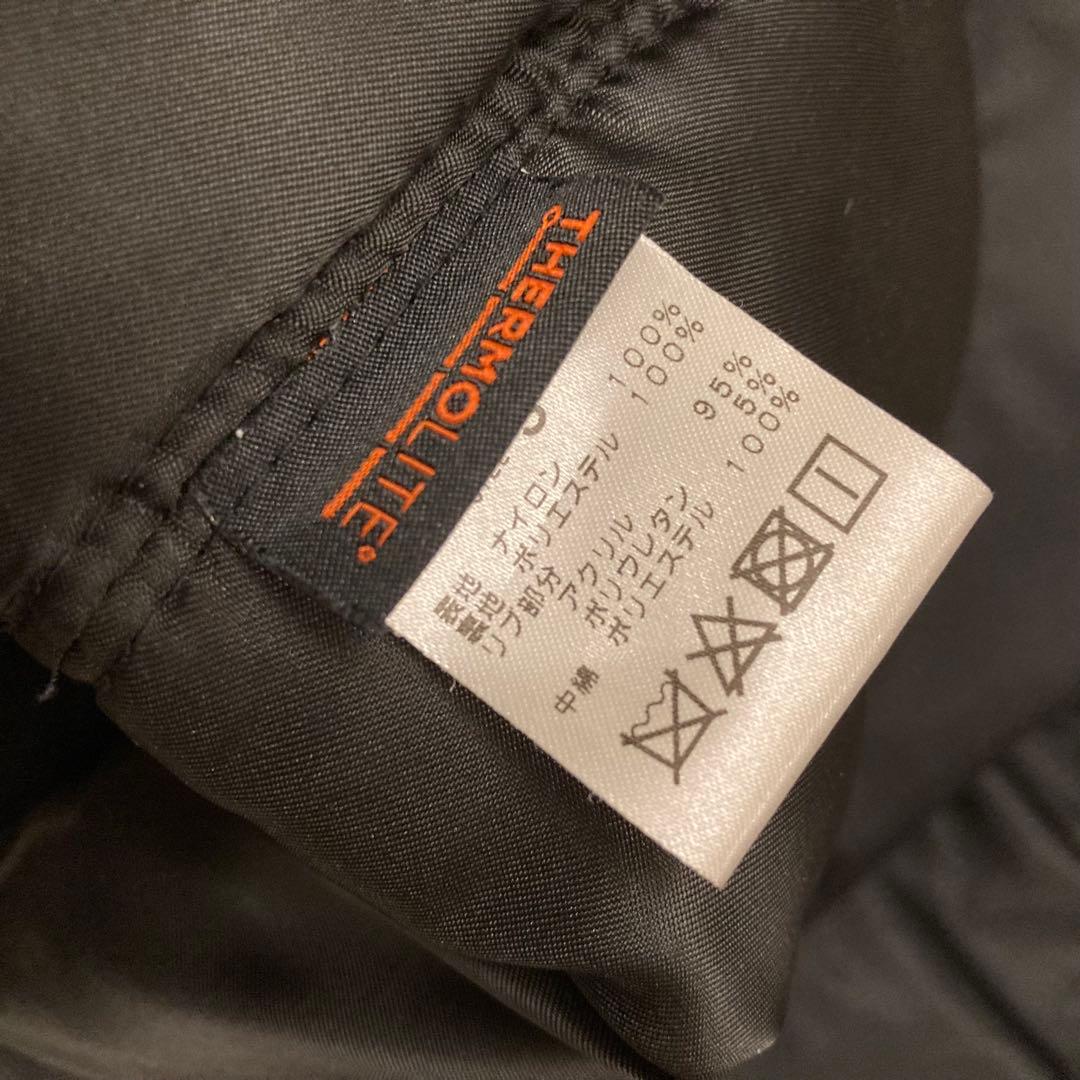 THERMOLITE
表地 ナイロン 100%
裏地 ポリエステル 100%
リブ部分 アクリル 95%
ポリウレタン 5%
中綿 ポリエステル 100%